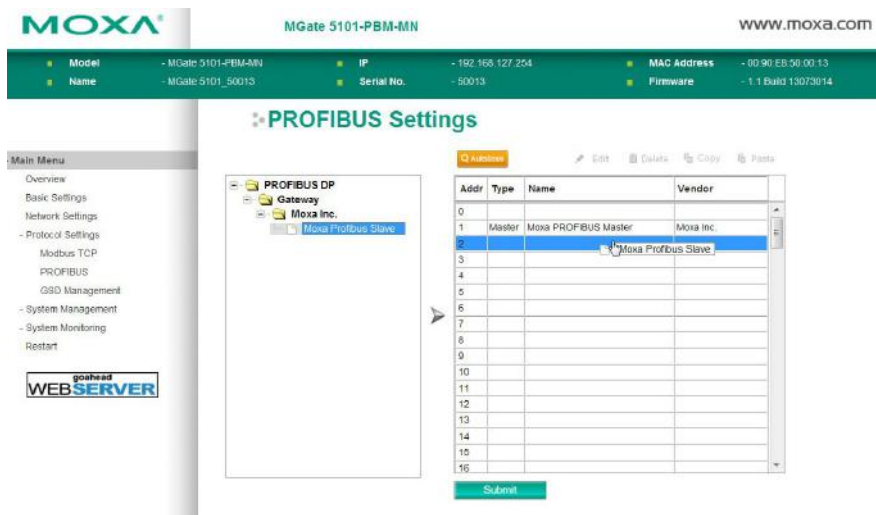 MOXA
MGate 5101-PBM-MN
www.moxa.com
Model - MGate 5101-PBM-MN IP - 192.168.127.254 MAC Address - 00:90:E8:50:00:13
Name - MGate 5101_50013 Serial No. - 50013 Firmware - 1.1 Build 13073014
PROFIBUS Settings
Main Menu
Overview
Basic Settings
Network Settings
- Protocol Settings
Modbus TCP
PROFIBUS
GSD Management
- System Management
- System Monitoring
Restart
goahead
WEBSERVER
PROFIBUS DP
Gateway
Moxa Inc.
Moxa Profibus Slave
Edit Delete Copy Paste
Addr Type Name Vendor
0
1 Master Moxa PROFIBUS Master Moxa Inc.
2
Moxa Profibus Slave
3
4
5
6
7
8
9
10
11
12
13
14
15
16
Submit